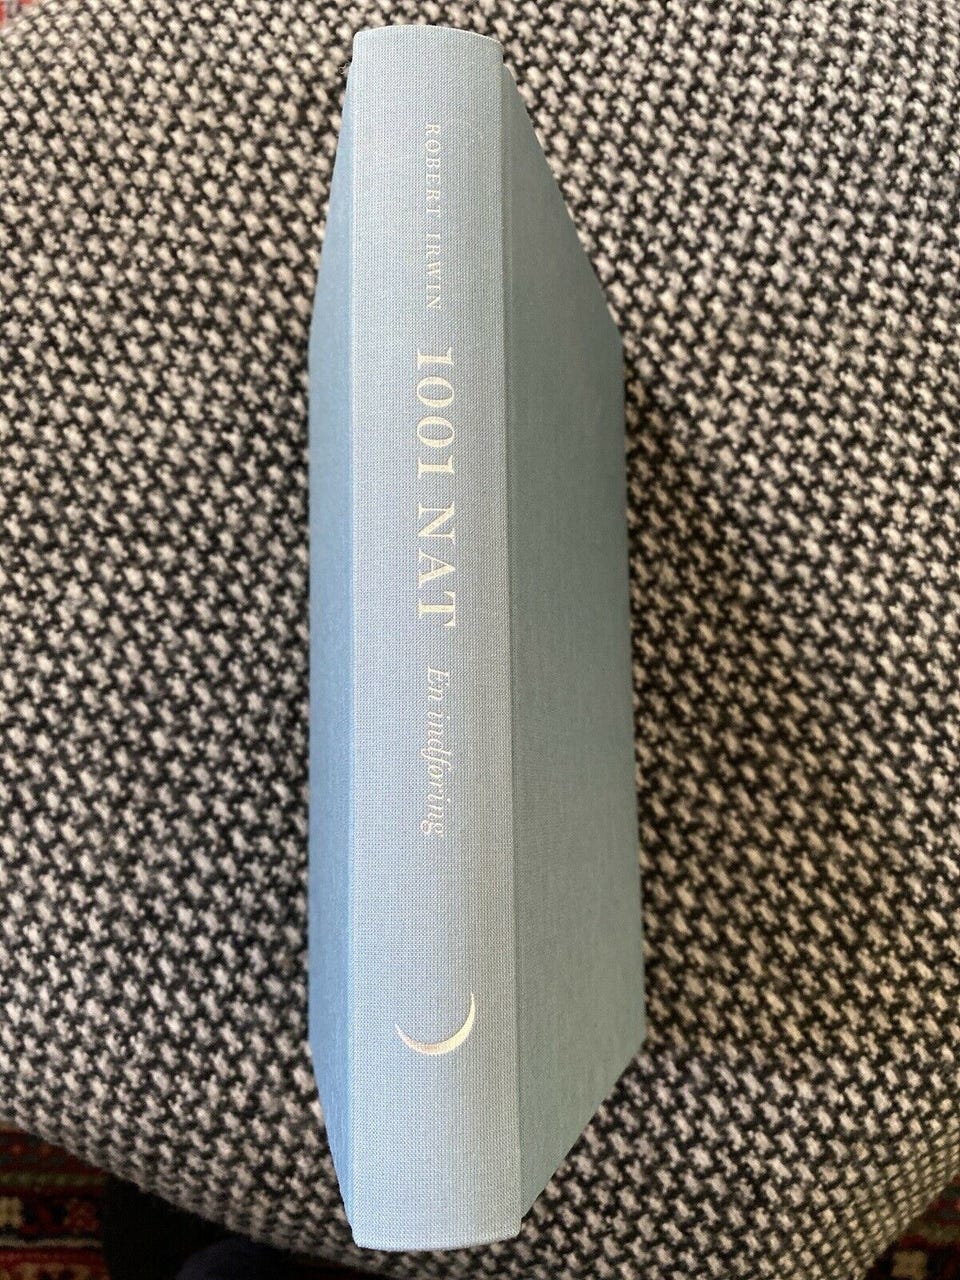 ROBERT IRWIN
1001 NAT
En indføring